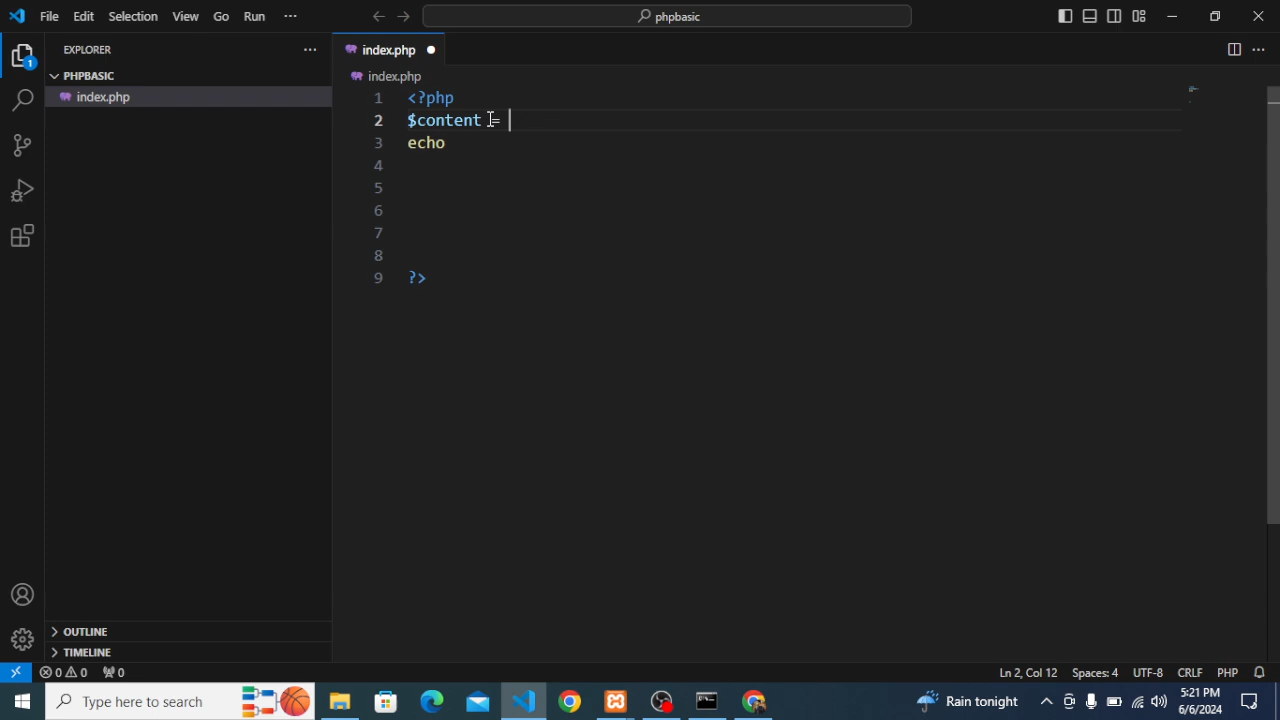 File Edit Selection View Go Run ···
phpbasic
EXPLORER
PHPBASIC
index.php
1
index.php
index.php
1 <?php
2 $content =
3 echo
4
5
6
7
8
9 ?>
OUTLINE
TIMELINE
0 0 0
Ln 2, Col 12 Spaces: 4 UTF-8 CRLF PHP
Type here to search
Rain tonight
5:21 PM
6/6/2024